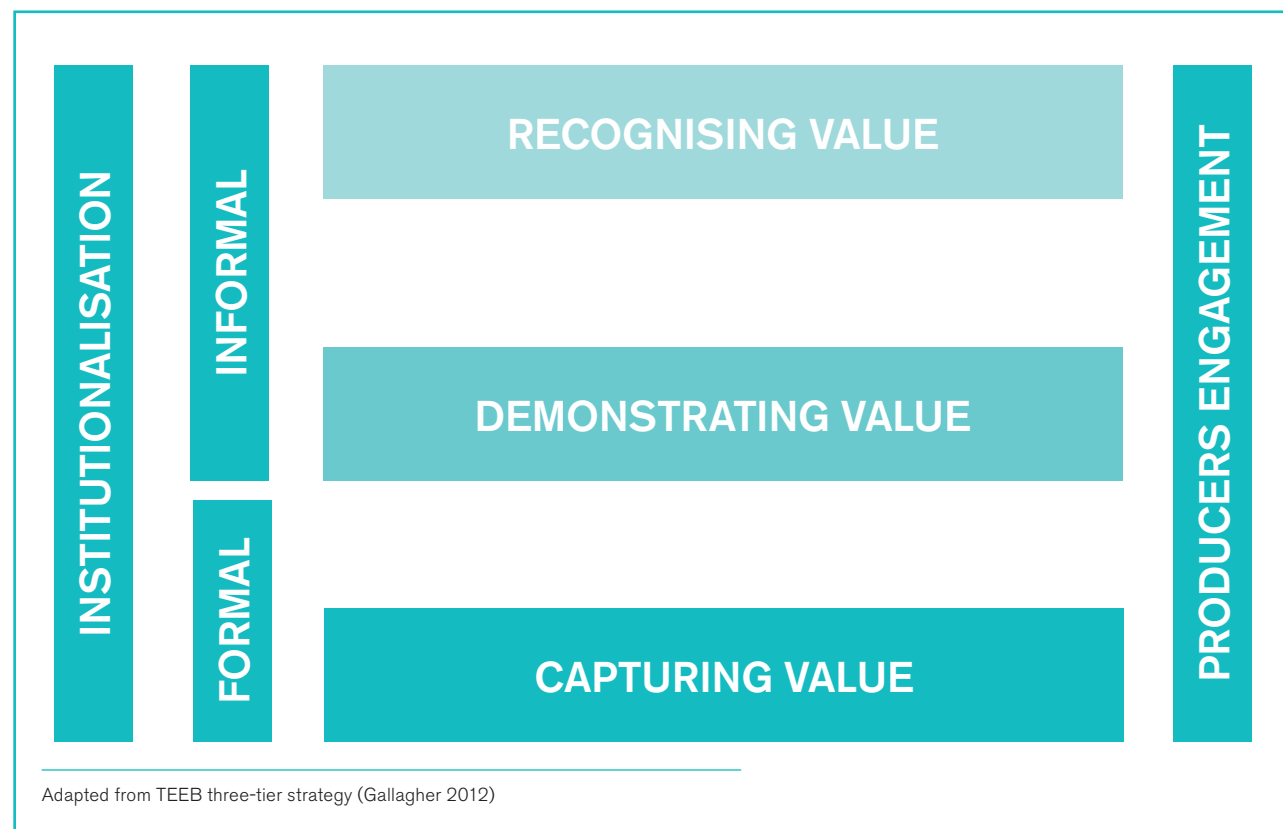 INSTITUTIONALISATION
INFORMAL
FORMAL
RECOGNISING VALUE
DEMONSTRATING VALUE
CAPTURING VALUE
PRODUCERS ENGAGEMENT
Adapted from TEEB three-tier strategy (Gallagher 2012)